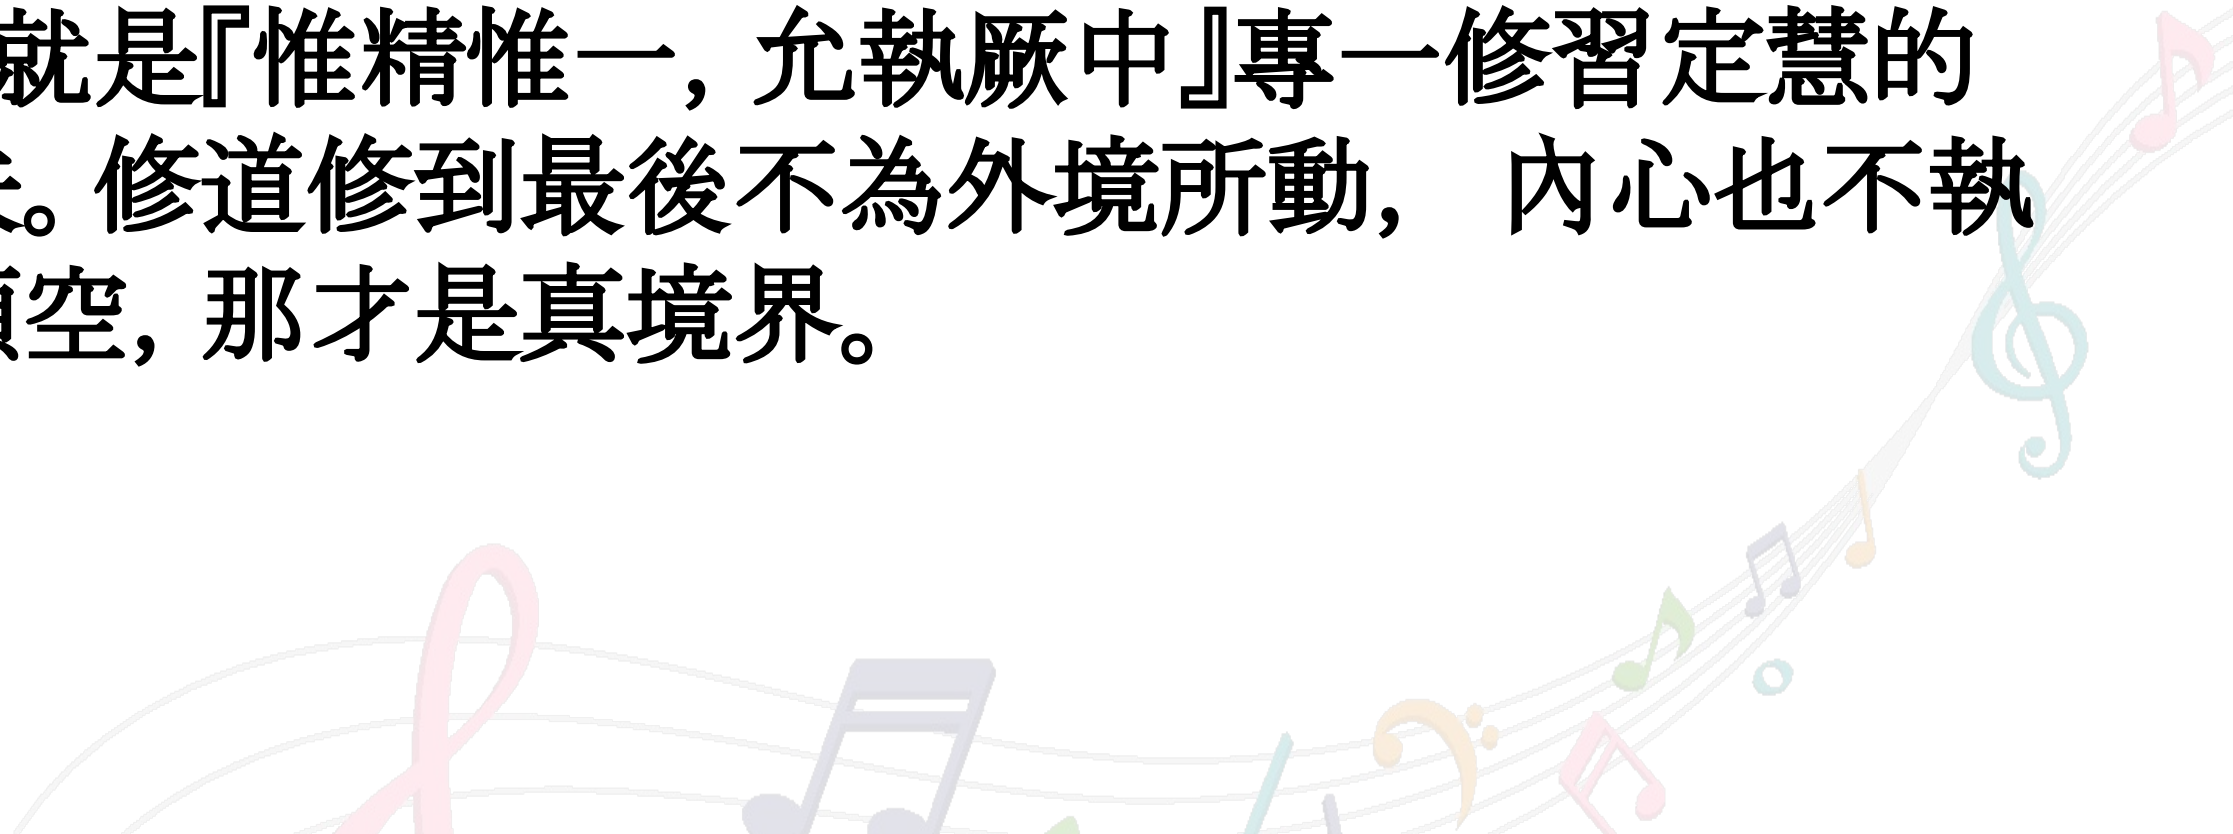 就是『惟精惟一，允執厥中』專一修習定慧的
。修道修到最後不為外境所動， 內心也不執
空，那才是真境界。